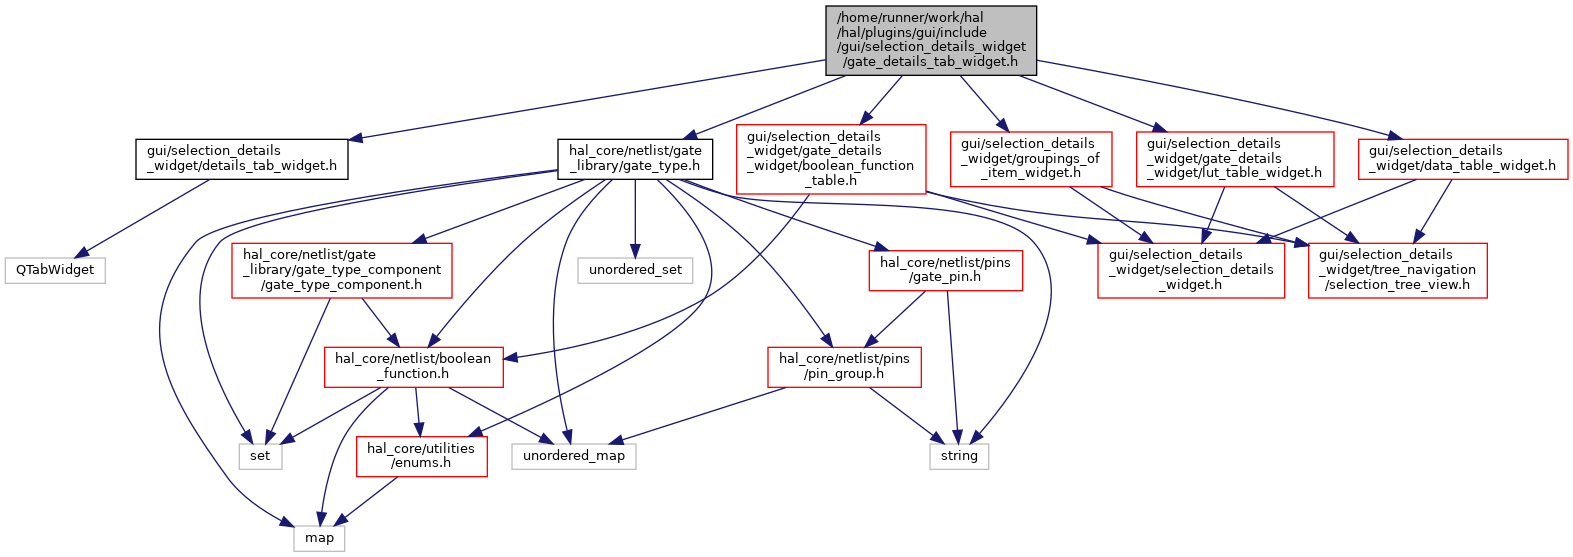 /home/runner/work/hal
/hal/plugins/gui/include
/gui/selection_details_widget
/gate_details_tab_widget.h
gui/selection_details
_widget/details_tab_widget.h
hal_core/netlist/gate
_library/gate_type.h
gui/selection_details
_widget/gate_details
_widget/boolean_function
_table.h
gui/selection_details
_widget/groupings_of
_item_widget.h
gui/selection_details
_widget/gate_details
_widget/lut_table_widget.h
gui/selection_details
_widget/data_table_widget.h
QTabWidget
hal_core/netlist/gate
_library/gate_type_component
/gate_type_component.h
unordered_set
hal_core/netlist/pins
/gate_pin.h
gui/selection_details
_widget/selection_details
_widget.h
gui/selection_details
_widget/tree_navigation
/selection_tree_view.h
hal_core/netlist/boolean
_function.h
hal_core/netlist/pins
/pin_group.h
set
hal_core/utilities
/enums.h
unordered_map
string
map